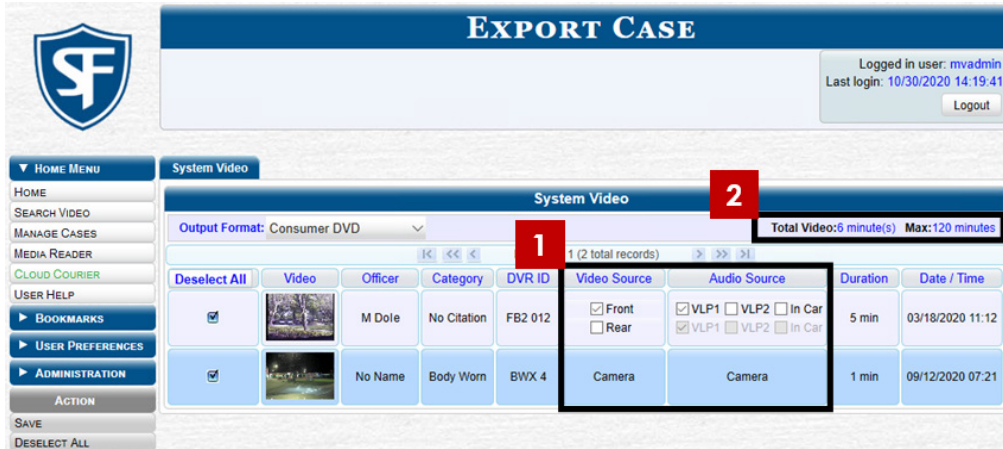 EXPORT CASE
SF
Logged in user: mvadmin
Last login: 10/30/2020 14:19:41
Logout
HOME MENU
HOME
SEARCH VIDEO
MANAGE CASES
MEDIA READER
CLOUD COURIER
USER HELP
BOOKMARKS
USER PREFERENCES
ADMINISTRATION
ACTION
SAVE
DESELECT ALL
System Video
System Video
2
Output Format: Consumer DVD
Total Video:6 minute(s) Max:120 minutes
1
1 (2 total records)
Deselect All Video Officer Category DVR ID Video Source Audio Source Duration Date / Time
M Dole No Citation FB2 012 Front VLP1 VLP2 In Car 5 min 03/18/2020 11:12
Rear VLP1 VLP2 In Car
No Name Body Worn BWX 4 Camera Camera 1 min 09/12/2020 07:21